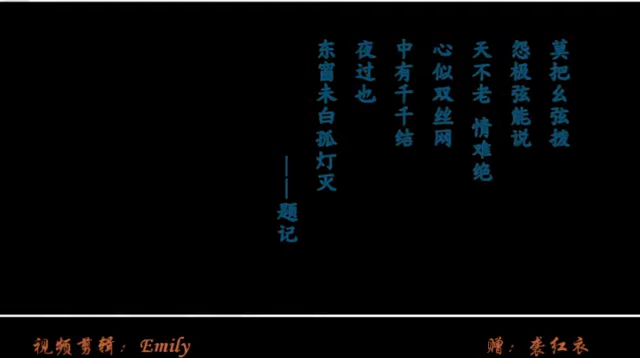 莫把幺弦拨
怨极弦能说
天不老 情难绝
心似双丝网
中有千千结
夜过也
东窗未白孤灯灭
——题记
视频剪辑：Emily
赠：袭红衣